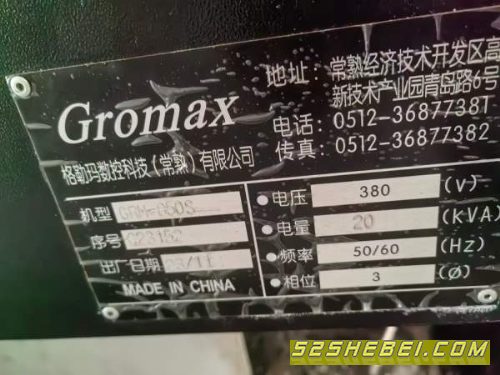 Gromax
格勒玛数控科技（常熟）有限公司
地址：常熟经济技术开发区高
新技术产业园青岛路6号
电话：0512-36877381
传真：0512-36877382
机型
序号
出厂日期
MADE IN CHINA
电压 380 (V)
电量 20 (KVA)
频率 50/60 (HZ)
相位 3 (Ø)
52SHEBEI.COM